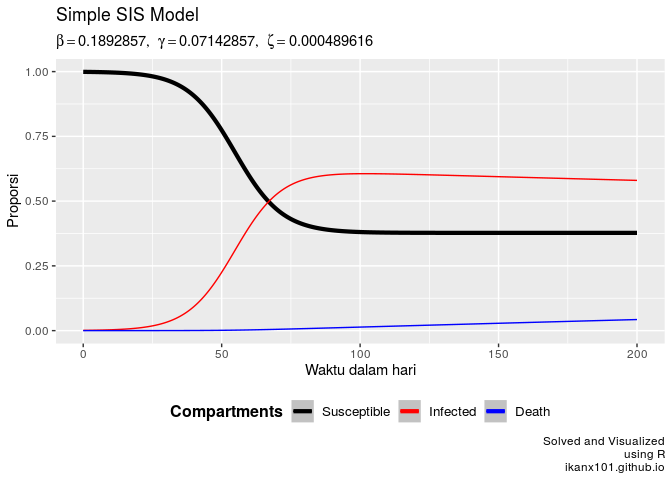 Simple SIS Model
β = 0.1892857, γ = 0.07142857, ζ = 0.000489616
1.00
0.75
0.50
0.25
0.00
Proporsi
0 50 100 150 200
Waktu dalam hari
Compartments Susceptible Infected Death
Solved and Visualized
using R
ikanx101.github.io